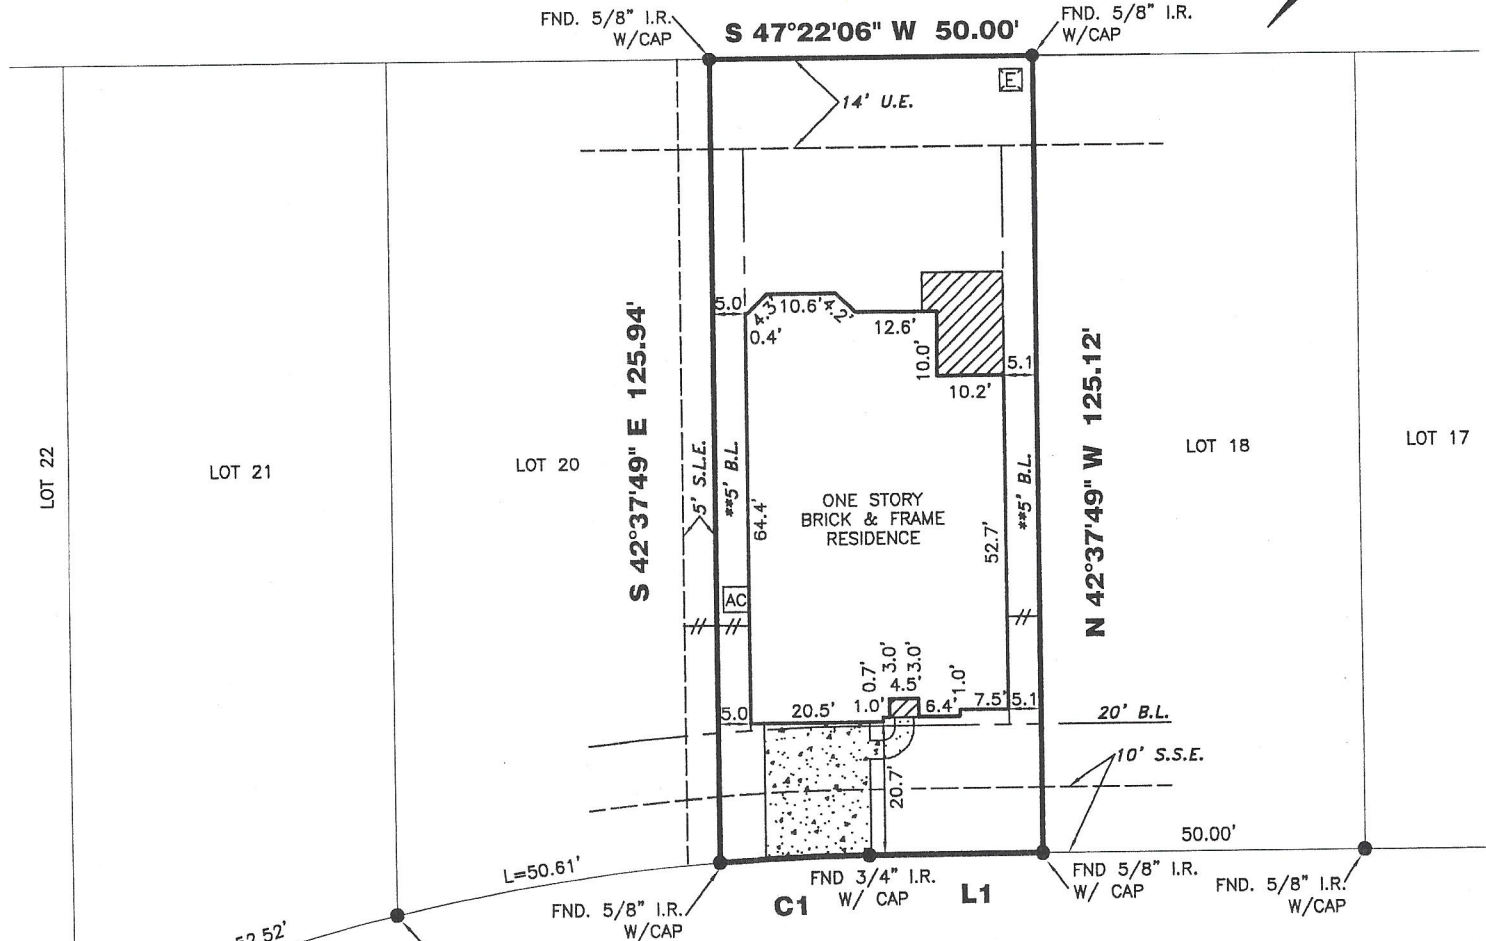 FND. 5/8" I.R.
W/CAP
S 47°22'06" W 50.00'
FND. 5/8" I.R.
W/CAP
E
14' U.E.
5.0
4.3'
10.6'
4.2'
0.4'
12.6'
10.0'
10.2'
5.1
S 42°37'49" E 125.94'
N 42°37'49" W 125.12'
LOT 22
LOT 21
LOT 20
LOT 18
LOT 17
5' S.L.E.
**5' B.L.
64.4'
ONE STORY
BRICK & FRAME
RESIDENCE
52.7'
**5' B.L.
AC
5.0
20.5'
1.0'
0.7'
3.0'
4.5'
3.0'
6.4'
1.0'
7.5'
5.1
20' B.L.
10' S.S.E.
20.7'
50.00'
L=50.61'
FND. 5/8" I.R.
W/CAP
C1
FND 3/4" I.R.
W/ CAP
L1
FND 5/8" I.R.
W/ CAP
FND. 5/8" I.R.
W/CAP
52.52'